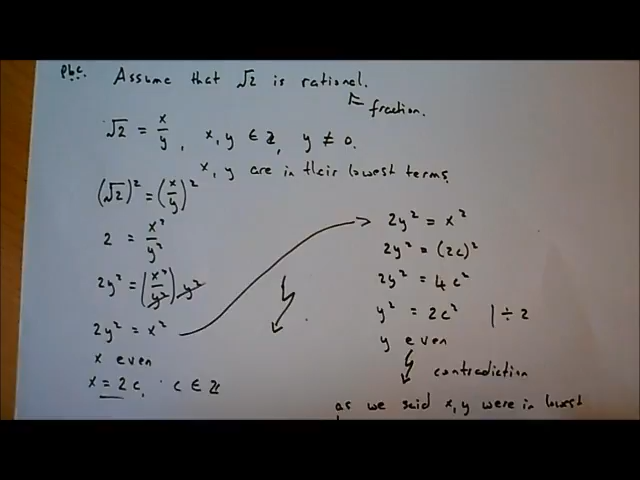 P.b.c. Assume that √2 is rational.
fraction.
√2 = x/y, x, y ∈ ℤ, y ≠ 0.
x, y are in their lowest terms.
(√2)² = (x/y)²
2 = x²/y²
2y² = (x²/y²) y²
2y² = x²
x even
x = 2c, c ∈ ℤ
2y² = x²
2y² = (2c)²
2y² = 4c²
y² = 2c² | ÷ 2
y even
contradiction
as we said x, y were in lowest